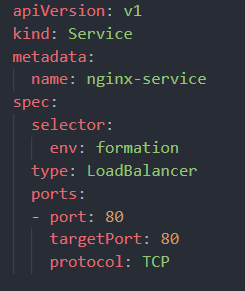 apiVersion: v1
kind: Service
metadata:
  name: nginx-service
spec:
  selector:
    env: formation
  type: LoadBalancer
  ports:
  - port: 80
    targetPort: 80
    protocol: TCP